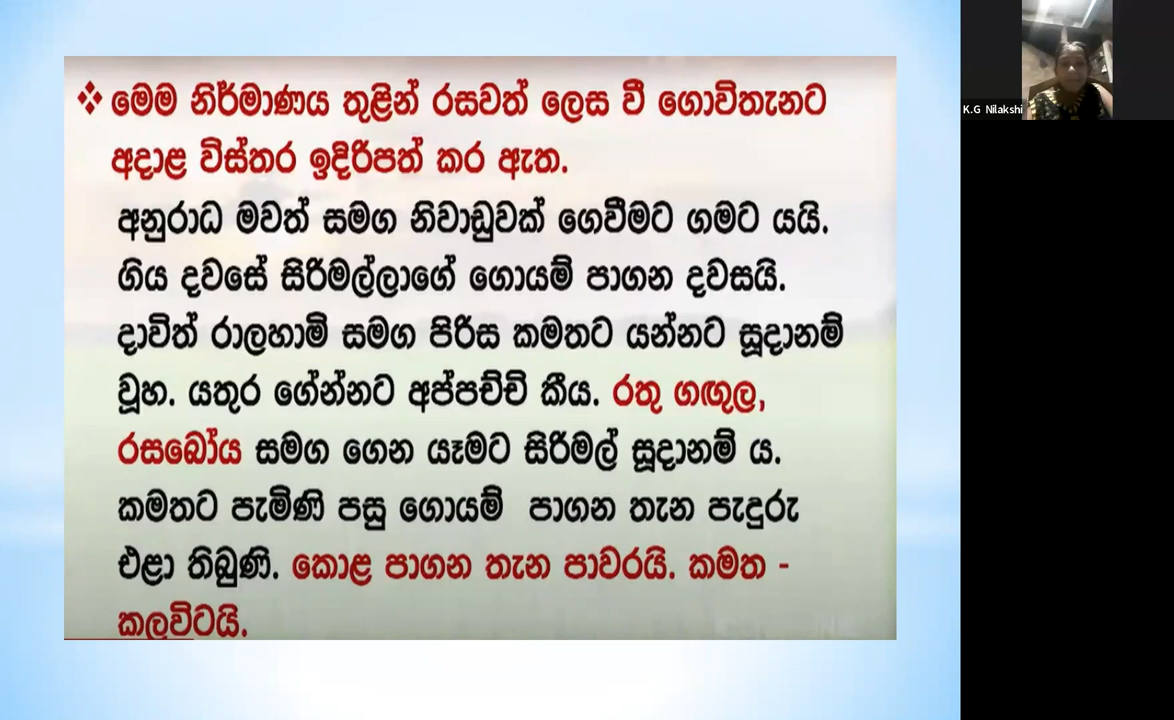 ❖ මෙම නිර්මාණය තුළින් රසවත් ලෙස වී ගොවිතැනට
අදාළ විස්තර ඉදිරිපත් කර ඇත.
අනුරාධ මවත් සමග නිවාඩුවක් ගෙවීමට ගමට යයි.
ගිය දවසේ සිරිමල්ලාගේ ගොයම් පාගන දවසයි.
දාවිත් රාලහාමි සමග පිරිස කමතට යන්නට සූදානම්
වූහ. යතුර ගේන්නට අප්පච්චි කීය. රතු ගඟුල,
රසබෝය සමග ගෙන යෑමට සිරිමල් සූදානම් ය.
කමතට පැමිණි පසු ගොයම් පාගන තැන පැදුරු
එළා තිබුණි. කොළ පාගන තැන පාවරයි. කමත -
කලවිටයි.
K.G Nilakshi